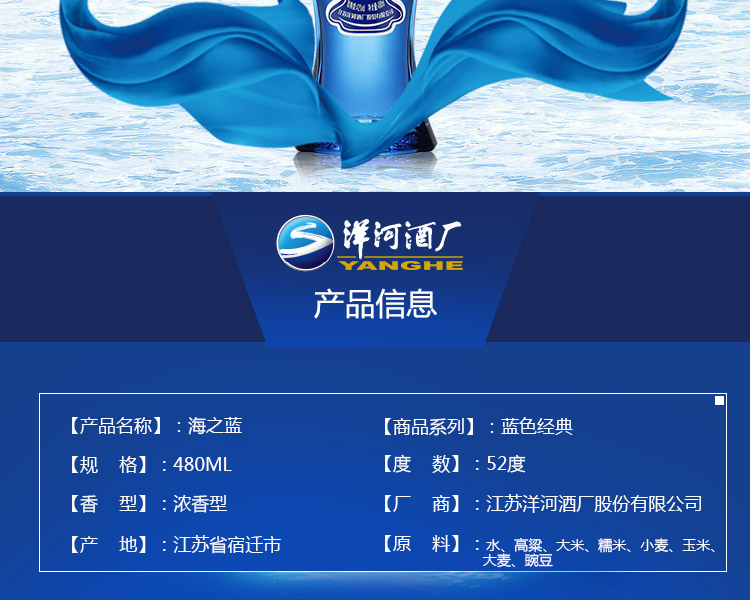 洋河酒厂
YANGHE
产品信息
【产品名称】：海之蓝
【商品系列】：蓝色经典
【规 格】：480ML
【度 数】：52度
【香 型】：浓香型
【厂 商】：江苏洋河酒厂股份有限公司
【产 地】：江苏省宿迁市
【原 料】：水、高粱、大米、糯米、小麦、玉米、
大麦、豌豆